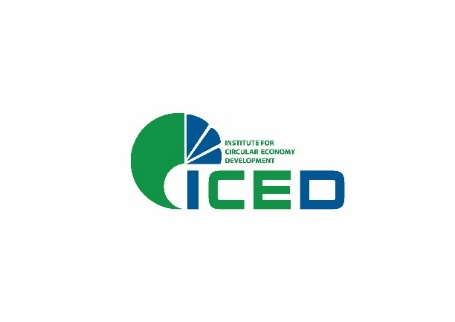 INSTITUTE FOR
CIRCULAR ECONOMY
DEVELOPMENT
ICED